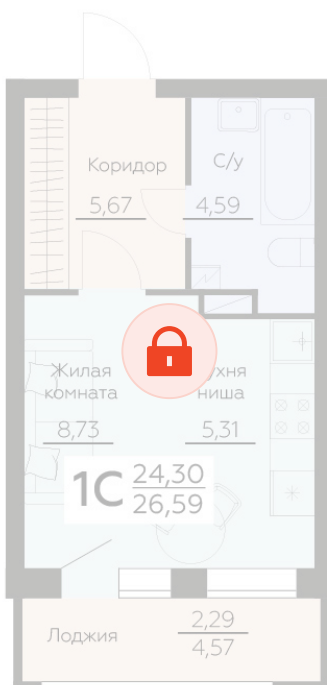 Коридор
5,67
С/у
4,59
Жилая
комната
8,73
ниша
5,31
1С
24,30
26,59
Лоджия
2,29
4,57